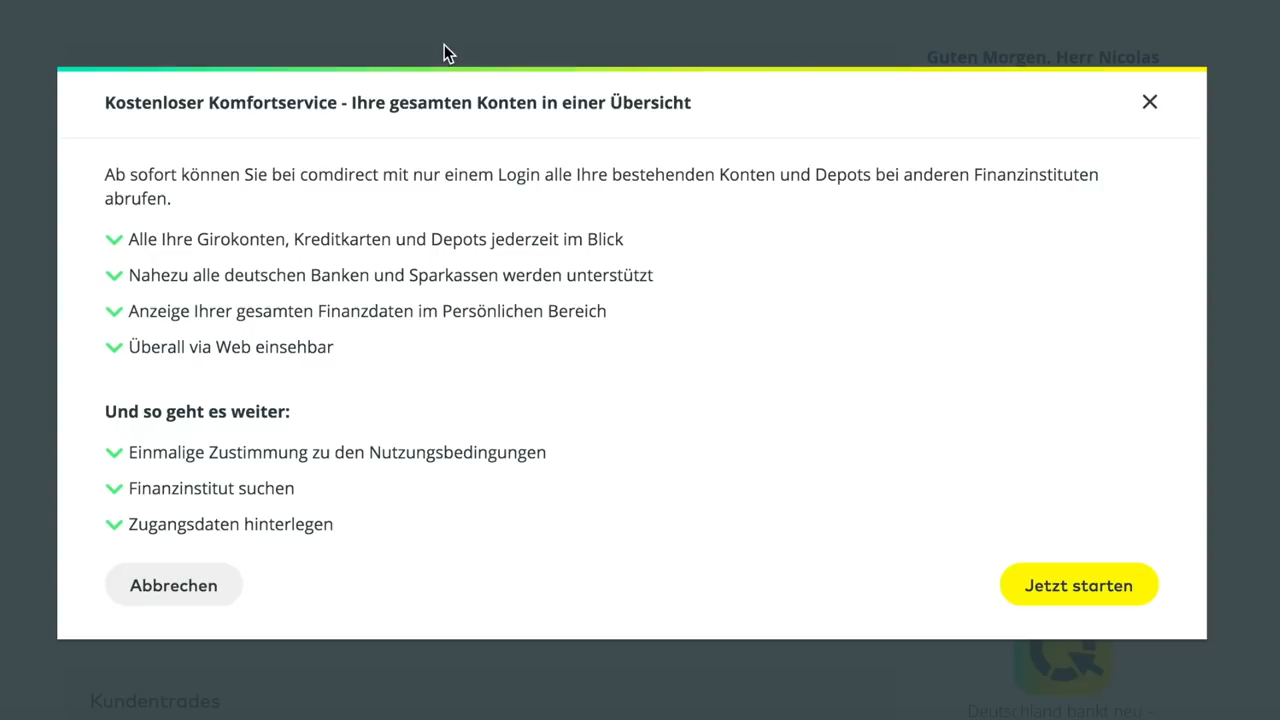 Guten Morgen, Herr Nicolas
Kostenloser Komfortservice - Ihre gesamten Konten in einer Übersicht
Ab sofort können Sie bei comdirect mit nur einem Login alle Ihre bestehenden Konten und Depots bei anderen Finanzinstituten
abrufen.
Alle Ihre Girokonten, Kreditkarten und Depots jederzeit im Blick
Nahezu alle deutschen Banken und Sparkassen werden unterstützt
Anzeige Ihrer gesamten Finanzdaten im Persönlichen Bereich
Überall via Web einsehbar
Und so geht es weiter:
Einmalige Zustimmung zu den Nutzungsbedingungen
Finanzinstitut suchen
Zugangsdaten hinterlegen
Abbrechen
Jetzt starten
Kundentrades
Deutschland bankt neu -